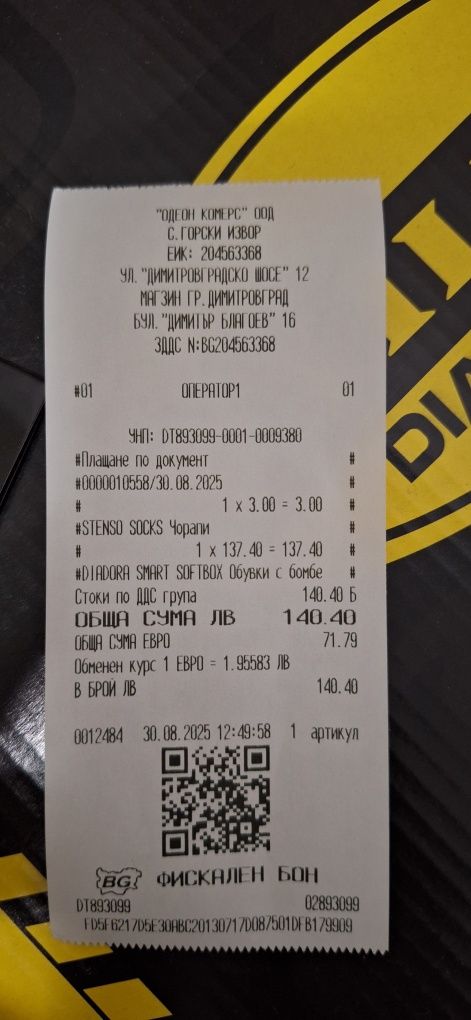 "ОДЕОН КОМЕРС" ООД
С.ГОРСКИ ИЗВОР
ЕИК: 204563368
УЛ."ДИМИТРОВГРАДСКО ШОСЕ" 12
МАГЗИН ГР.ДИМИТРОВГРАД
БУЛ."ДИМИТЪР БЛАГОЕВ" 16
ЗДДС N:BG204563368
#01 ОПЕРАТОР1 01
УНП: DT893099-0001-0009380
#Плащане по документ #
#0000010558/30.08.2025 #
# 1 x 3.00 = 3.00 #
#STENSO SOCKS Чорапи #
# 1 x 137.40 = 137.40 #
#DIADORA SMART SOFTBOX Обувки с бомбе #
Стоки по ДДС група 140.40 Б
ОБЩА СУМА ЛВ 140.40
ОБЩА СУМА ЕВРО 71.79
Обменен курс 1 ЕВРО = 1.95583 ЛВ
В БРОЙ ЛВ 140.40
0012484 30.08.2025 12:49:58 1 артикул
BG ФИСКАЛЕН БОН
DT893099 02893099
FD5F6217D5E30ABC20130717D087501DFB179909
DIA